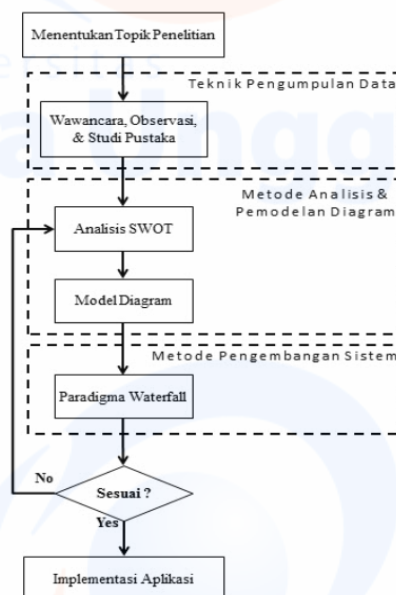 Menentukan Topik Penelitian
Teknik Pengumpulan Data
Wawancara, Observasi,
& Studi Pustaka
Metode Analisis &
Pemodelan Diagram
Analisis SWOT
Model Diagram
Metode Pengembangan Sistem
Paradigma Waterfall
No
Sesuai ?
Yes
Implementasi Aplikasi